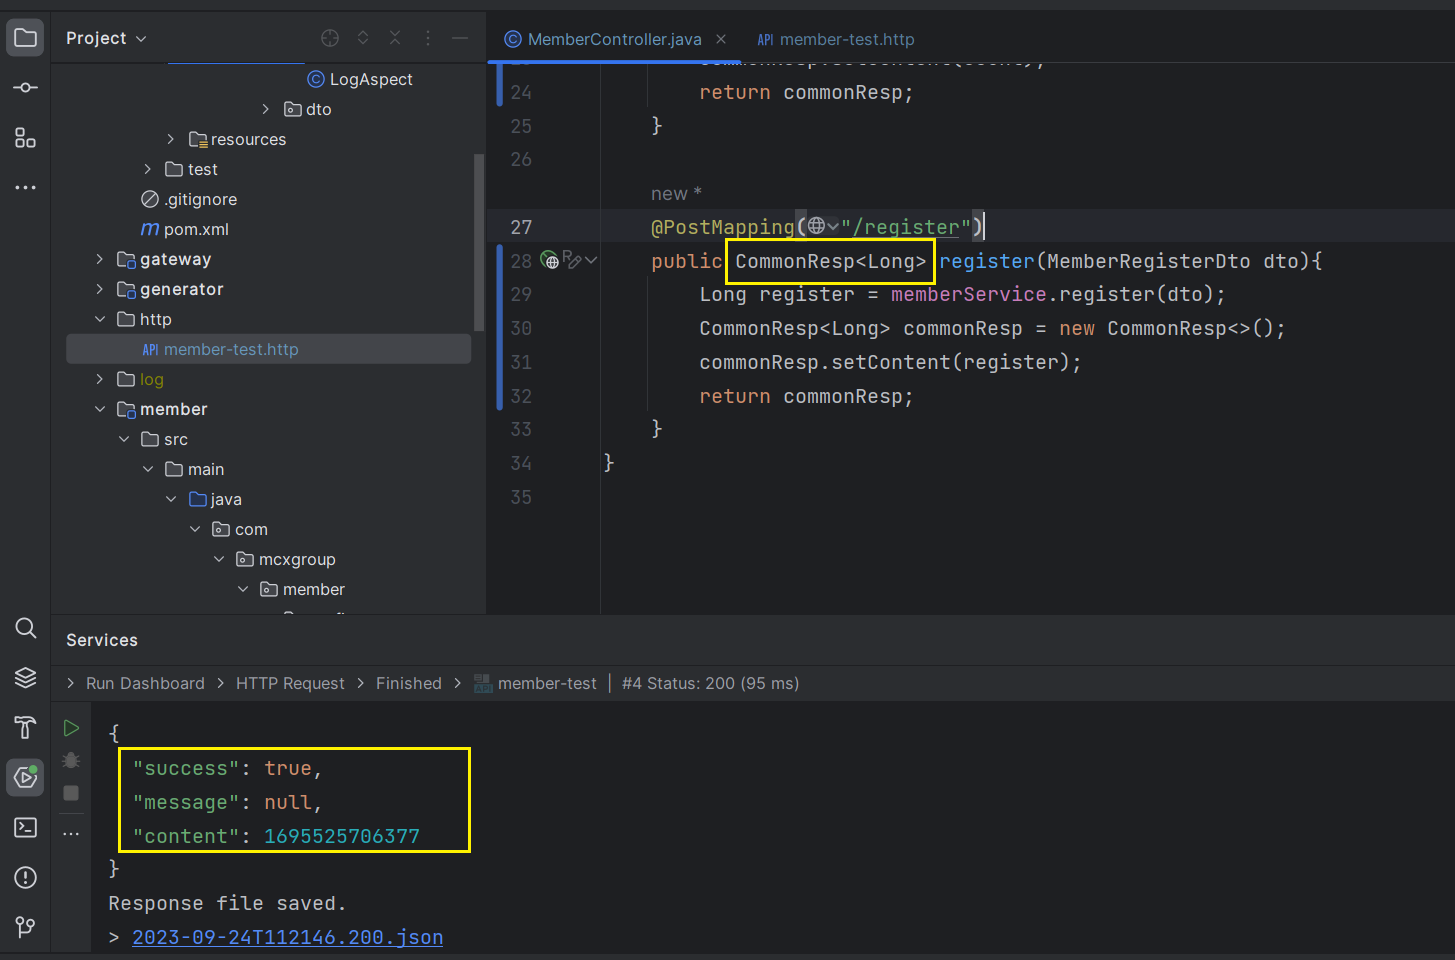 Project
LogAspect
dto
resources
test
.gitignore
pom.xml
gateway
generator
http
member-test.http
log
member
src
main
java
com
mcxgroup
member
MemberController.java
member-test.http
24 return commonResp;
25 }
26
new *
27 @PostMapping("/register")
28 public CommonResp<Long> register(MemberRegisterDto dto){
29 Long register = memberService.register(dto);
30 CommonResp<Long> commonResp = new CommonResp<>();
31 commonResp.setContent(register);
32 return commonResp;
33 }
34 }
35
Services
Run Dashboard > HTTP Request > Finished > member-test | #4 Status: 200 (95 ms)
{
"success": true,
"message": null,
"content": 1695525706377
}
Response file saved.
> 2023-09-24T112146.200.json